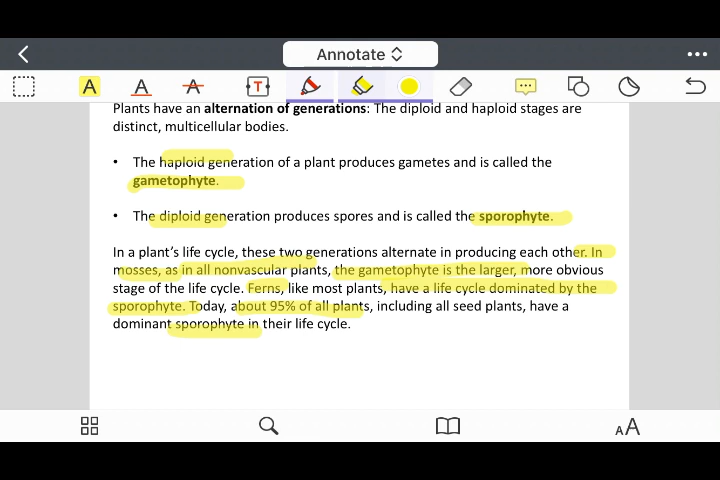 Annotate
A A A T
Plants have an alternation of generations: The diploid and haploid stages are
distinct, multicellular bodies.
• The haploid generation of a plant produces gametes and is called the
gametophyte.
• The diploid generation produces spores and is called the sporophyte.
In a plant’s life cycle, these two generations alternate in producing each other. In
mosses, as in all nonvascular plants, the gametophyte is the larger, more obvious
stage of the life cycle. Ferns, like most plants, have a life cycle dominated by the
sporophyte. Today, about 95% of all plants, including all seed plants, have a
dominant sporophyte in their life cycle.
AA